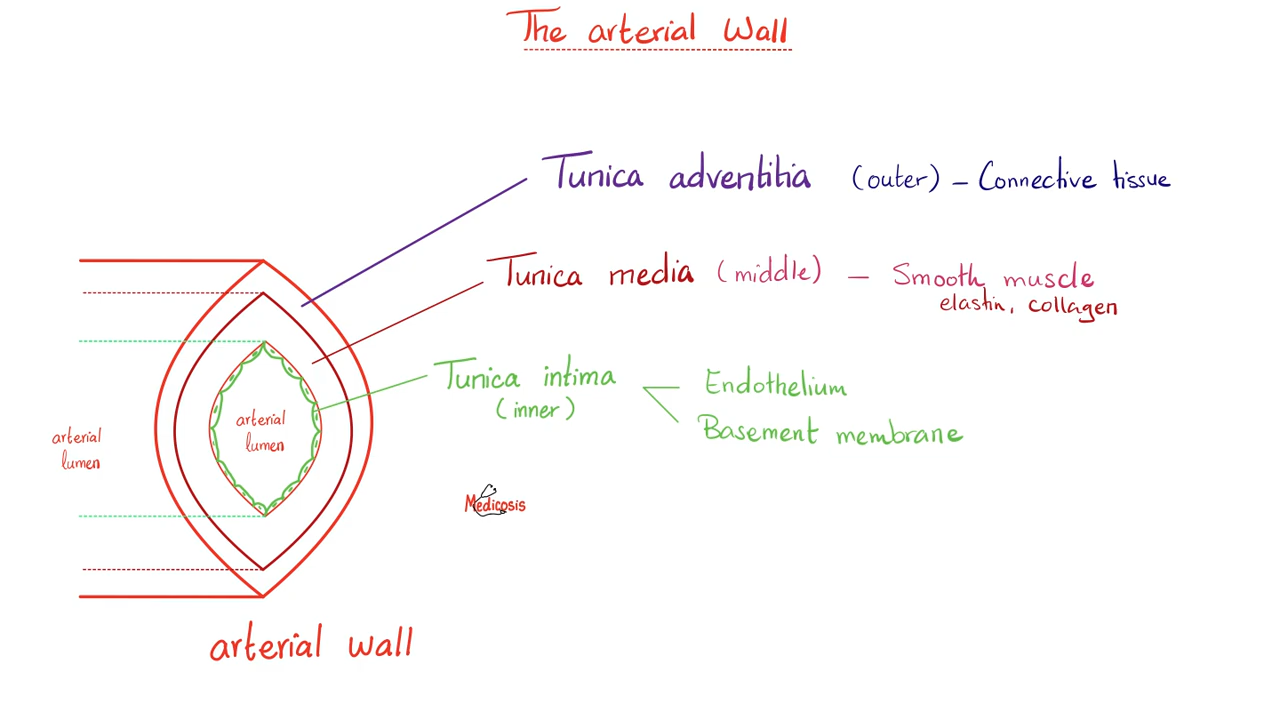 The arterial Wall
Tunica adventitia (outer) – Connective tissue
Tunica media (middle) – Smooth muscle
elastin, collagen
Tunica intima
(inner)
Endothelium
Basement membrane
arterial
lumen
arterial
lumen
Medicosis
arterial wall